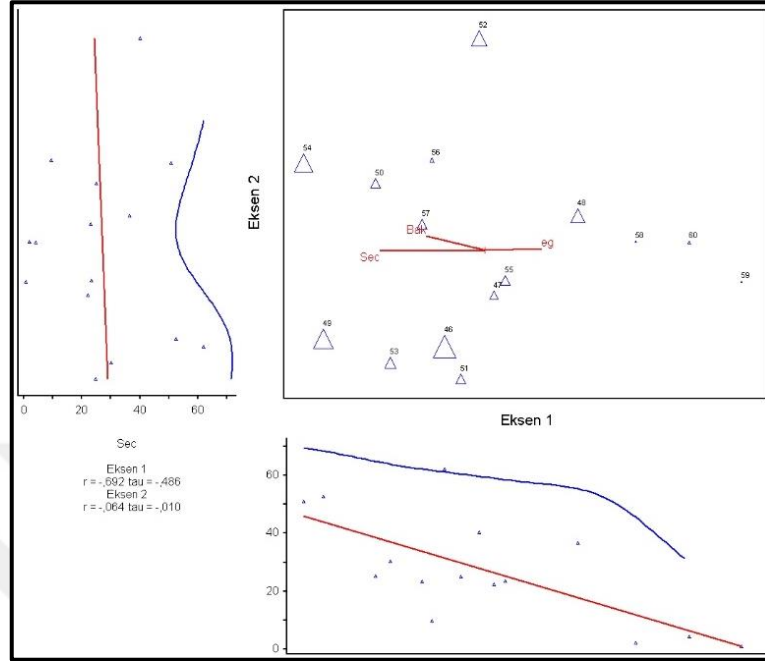 52
54
56
50
48
57
Bak
58
60
Sec
eg
55
59
47
49
46
53
51
Eksen 2
Eksen 1
0
20
40
60
Sec
Eksen 1
r = -,692 tau = -,486
Eksen 2
r = -,064 tau = -,010
60
40
20
0